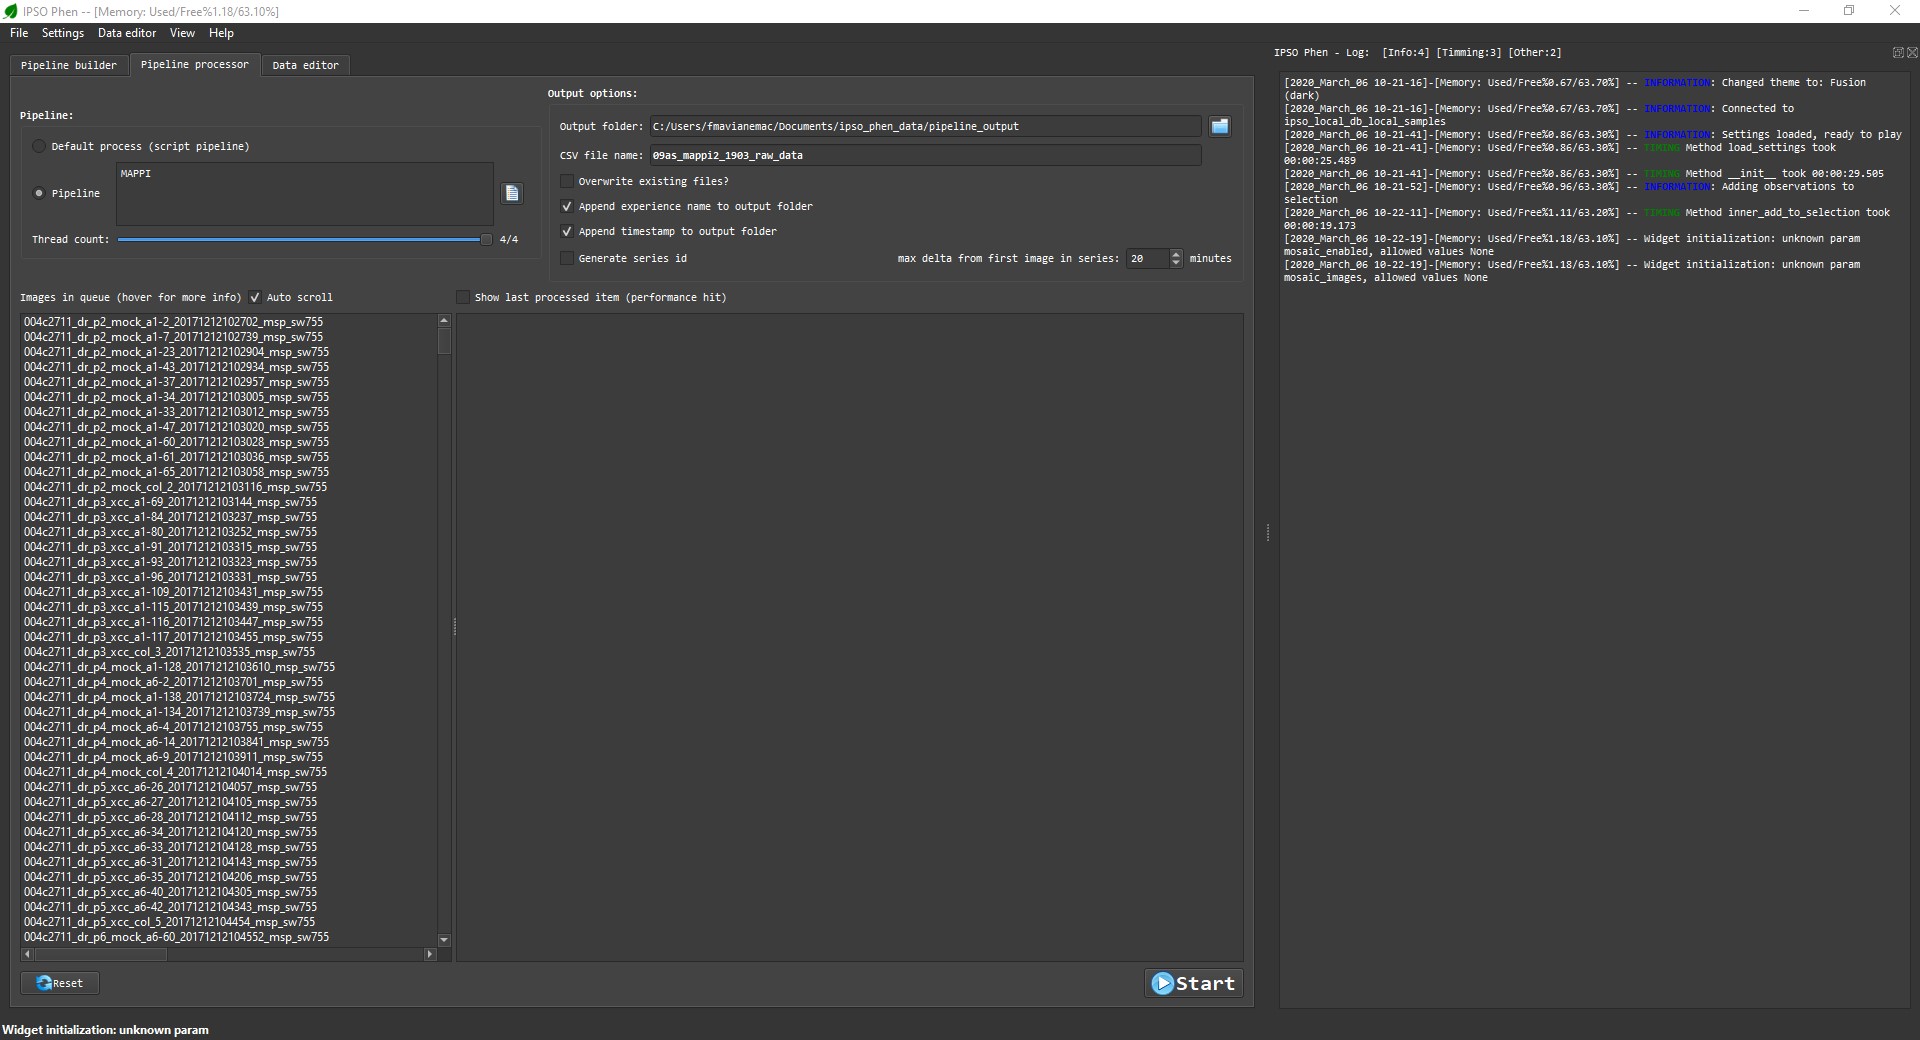 IPSO Phen -- [Memory: Used/Free%1.18/63.10%]
File Settings Data editor View Help
Pipeline builder Pipeline processor Data editor
Pipeline:
Default process (script pipeline)
Pipeline
MAPPI
Thread count: 4/4
Output options:
Output folder: C:/Users/fmavianemac/Documents/ipso_phen_data/pipeline_output
CSV file name: 09as_mappi2_1903_raw_data
Overwrite existing files?
Append experience name to output folder
Append timestamp to output folder
Generate series id max delta from first image in series: 20 minutes
Images in queue (hover for more info) Auto scroll
Show last processed item (performance hit)
004c2711_dr_p2_mock_a1-2_20171212102702_msp_sw755
004c2711_dr_p2_mock_a1-7_20171212102739_msp_sw755
004c2711_dr_p2_mock_a1-23_20171212102904_msp_sw755
004c2711_dr_p2_mock_a1-43_20171212102934_msp_sw755
004c2711_dr_p2_mock_a1-37_20171212102957_msp_sw755
004c2711_dr_p2_mock_a1-34_20171212103005_msp_sw755
004c2711_dr_p2_mock_a1-33_20171212103012_msp_sw755
004c2711_dr_p2_mock_a1-47_20171212103020_msp_sw755
004c2711_dr_p2_mock_a1-60_20171212103028_msp_sw755
004c2711_dr_p2_mock_a1-61_20171212103036_msp_sw755
004c2711_dr_p2_mock_a1-65_20171212103058_msp_sw755
004c2711_dr_p2_mock_col_2_20171212103116_msp_sw755
004c2711_dr_p3_xcc_a1-69_20171212103144_msp_sw755
004c2711_dr_p3_xcc_a1-84_20171212103237_msp_sw755
004c2711_dr_p3_xcc_a1-80_20171212103252_msp_sw755
004c2711_dr_p3_xcc_a1-91_20171212103315_msp_sw755
004c2711_dr_p3_xcc_a1-93_20171212103323_msp_sw755
004c2711_dr_p3_xcc_a1-96_20171212103331_msp_sw755
004c2711_dr_p3_xcc_a1-109_20171212103431_msp_sw755
004c2711_dr_p3_xcc_a1-115_20171212103439_msp_sw755
004c2711_dr_p3_xcc_a1-116_20171212103447_msp_sw755
004c2711_dr_p3_xcc_a1-117_20171212103455_msp_sw755
004c2711_dr_p3_xcc_col_3_20171212103535_msp_sw755
004c2711_dr_p4_mock_a1-128_20171212103610_msp_sw755
004c2711_dr_p4_mock_a6-2_20171212103701_msp_sw755
004c2711_dr_p4_mock_a1-138_20171212103724_msp_sw755
004c2711_dr_p4_mock_a1-134_20171212103739_msp_sw755
004c2711_dr_p4_mock_a6-4_20171212103755_msp_sw755
004c2711_dr_p4_mock_a6-14_20171212103841_msp_sw755
004c2711_dr_p4_mock_a6-9_20171212103911_msp_sw755
004c2711_dr_p4_mock_col_4_20171212104014_msp_sw755
004c2711_dr_p5_xcc_a6-26_20171212104057_msp_sw755
004c2711_dr_p5_xcc_a6-27_20171212104105_msp_sw755
004c2711_dr_p5_xcc_a6-28_20171212104112_msp_sw755
004c2711_dr_p5_xcc_a6-34_20171212104120_msp_sw755
004c2711_dr_p5_xcc_a6-33_20171212104128_msp_sw755
004c2711_dr_p5_xcc_a6-31_20171212104143_msp_sw755
004c2711_dr_p5_xcc_a6-35_20171212104206_msp_sw755
004c2711_dr_p5_xcc_a6-40_20171212104305_msp_sw755
004c2711_dr_p5_xcc_a6-42_20171212104343_msp_sw755
004c2711_dr_p5_xcc_col_5_20171212104454_msp_sw755
004c2711_dr_p6_mock_a6-60_20171212104552_msp_sw755
Reset
Start
IPSO Phen - Log: [Info:4] [Timming:3] [Other:2]
[2020_March_06 10-21-16]-[Memory: Used/Free%0.67/63.70%] -- INFORMATION: Changed theme to: Fusion
(dark)
[2020_March_06 10-21-16]-[Memory: Used/Free%0.67/63.70%] -- INFORMATION: Connected to
ipso_local_db_local_samples
[2020_March_06 10-21-41]-[Memory: Used/Free%0.86/63.30%] -- INFORMATION: Settings loaded, ready to play
[2020_March_06 10-21-41]-[Memory: Used/Free%0.86/63.30%] -- TIMING Method load_settings took
00:00:25.489
[2020_March_06 10-21-41]-[Memory: Used/Free%0.86/63.30%] -- TIMING Method __init__ took 00:00:29.505
[2020_March_06 10-21-52]-[Memory: Used/Free%0.96/63.30%] -- INFORMATION: Adding observations to
selection
[2020_March_06 10-22-11]-[Memory: Used/Free%1.11/63.20%] -- TIMING Method inner_add_to_selection took
00:00:19.173
[2020_March_06 10-22-19]-[Memory: Used/Free%1.18/63.10%] -- Widget initialization: unknown param
mosaic_enabled, allowed values None
[2020_March_06 10-22-19]-[Memory: Used/Free%1.18/63.10%] -- Widget initialization: unknown param
mosaic_images, allowed values None
Widget initialization: unknown param